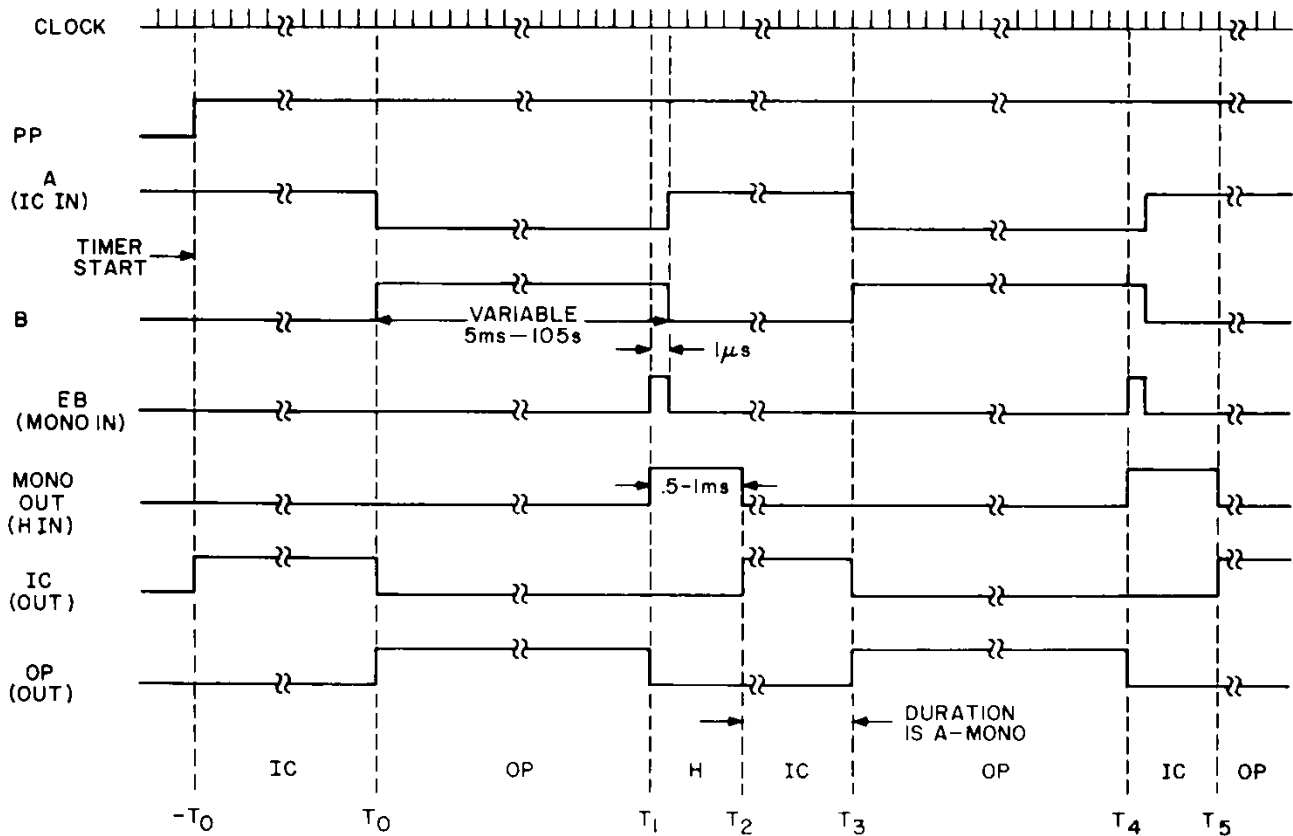 CLOCK
PP
A
(IC IN)
TIMER
START
B
VARIABLE
5ms—105s
1μs
EB
(MONO IN)
MONO
OUT
(H IN)
.5-1ms
IC
(OUT)
OP
(OUT)
DURATION
IS A-MONO
IC OP H IC OP IC OP
-T0 T0 T1 T2 T3 T4 T5